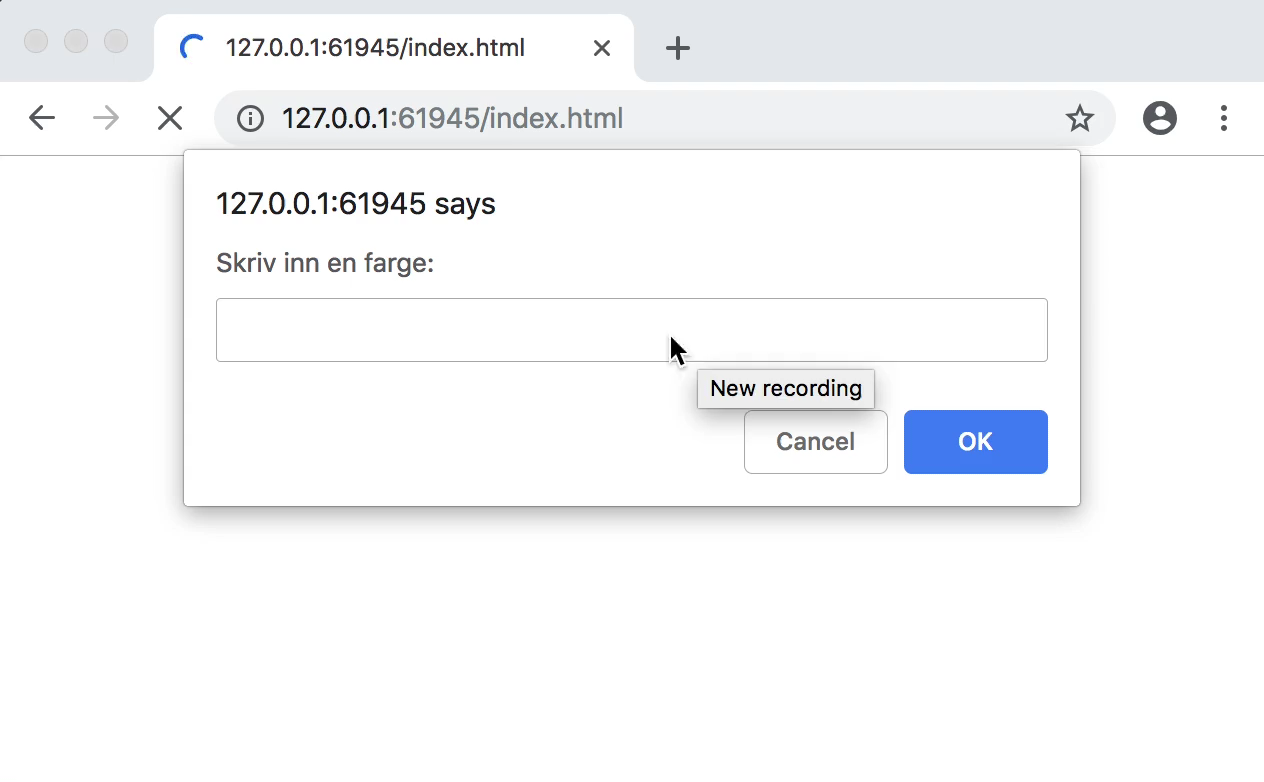 127.0.0.1:61945/index.html
127.0.0.1:61945/index.html
127.0.0.1:61945 says
Skriv inn en farge:
New recording
Cancel
OK